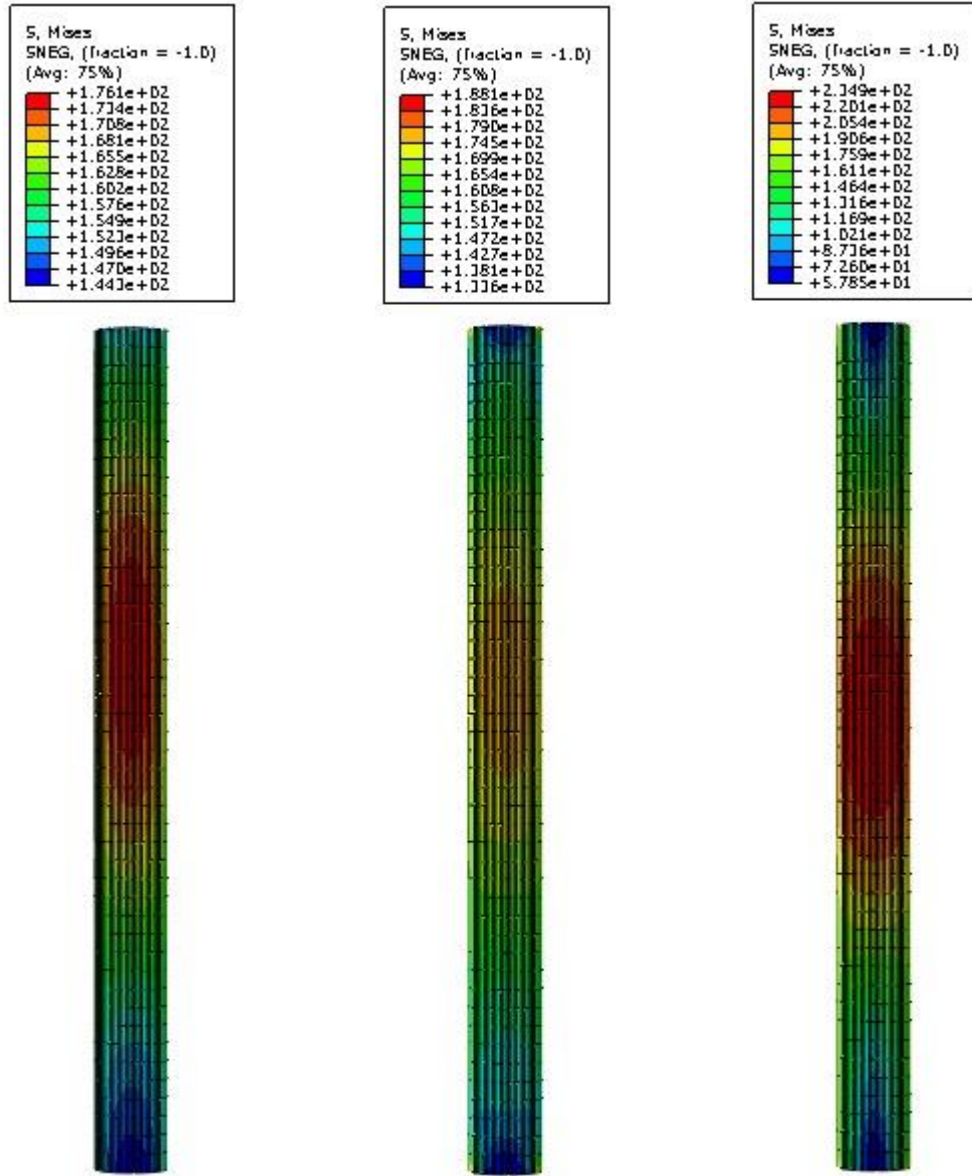 S, Mises
SNEG, (fraction = -1.0)
(Avg: 75%)
+1.761e+02
+1.734e+02
+1.708e+02
+1.681e+02
+1.655e+02
+1.628e+02
+1.602e+02
+1.576e+02
+1.549e+02
+1.523e+02
+1.496e+02
+1.470e+02
+1.443e+02
S, Mises
SNEG, (fraction = -1.0)
(Avg: 75%)
+1.881e+02
+1.836e+02
+1.790e+02
+1.745e+02
+1.699e+02
+1.654e+02
+1.608e+02
+1.563e+02
+1.517e+02
+1.472e+02
+1.427e+02
+1.381e+02
+1.336e+02
S, Mises
SNEG, (fraction = -1.0)
(Avg: 75%)
+2.349e+02
+2.201e+02
+2.054e+02
+1.906e+02
+1.759e+02
+1.611e+02
+1.464e+02
+1.316e+02
+1.169e+02
+1.021e+02
+8.736e+01
+7.260e+01
+5.785e+01